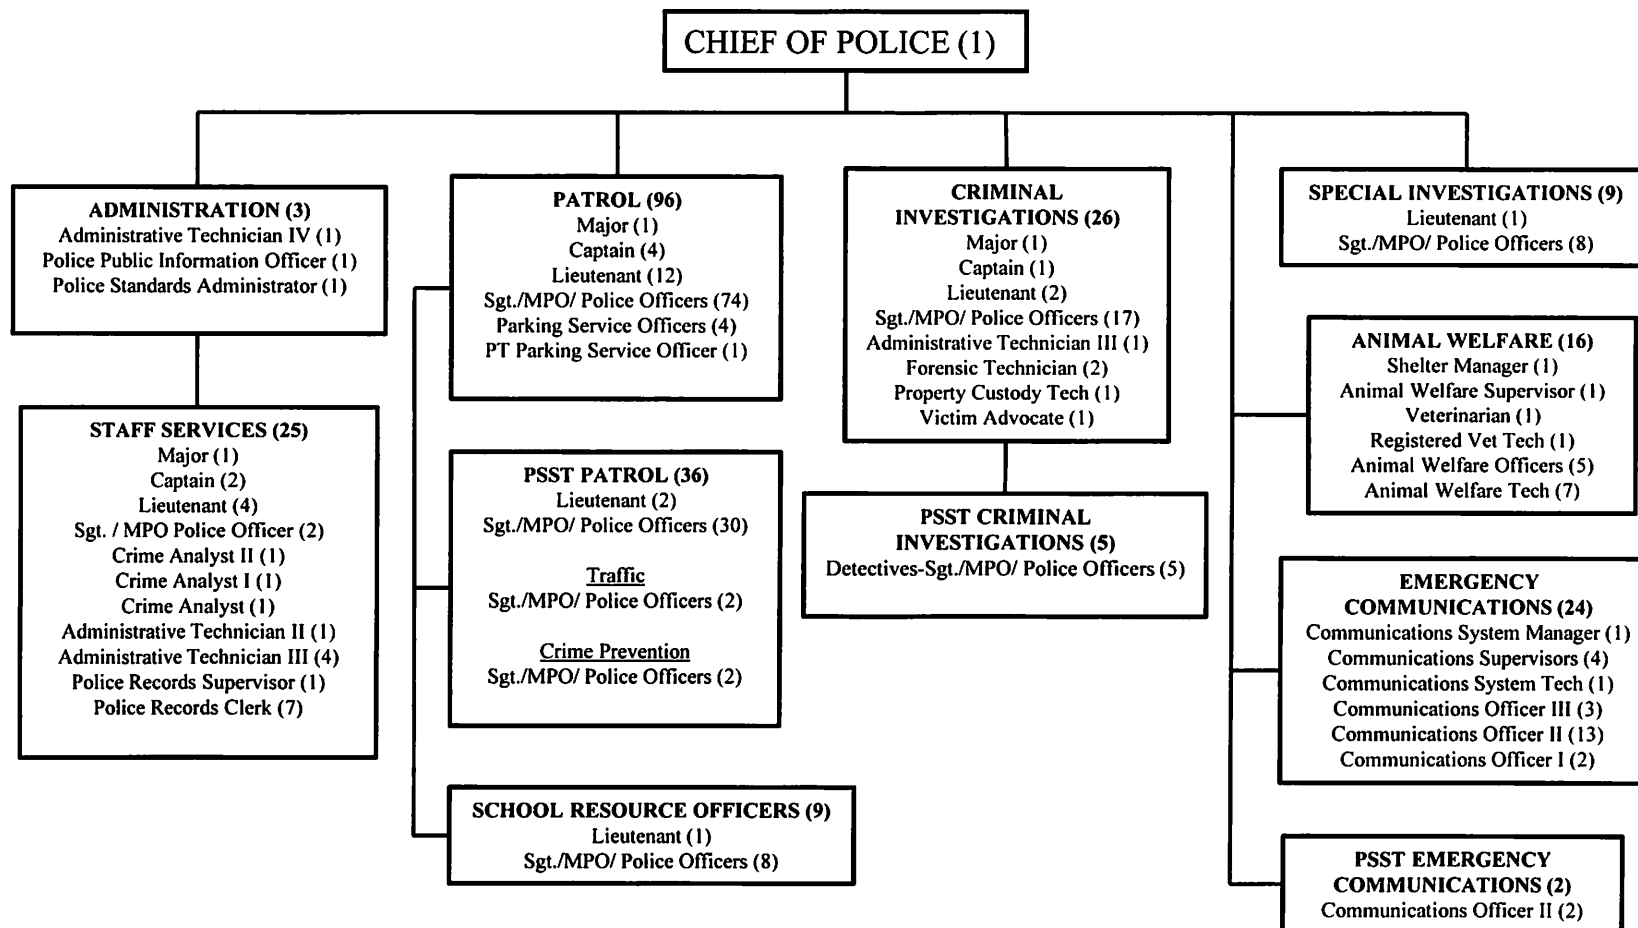 CHIEF OF POLICE (1)
ADMINISTRATION (3)
Administrative Technician IV (1)
Police Public Information Officer (1)
Police Standards Administrator (1)
STAFF SERVICES (25)
Major (1)
Captain (2)
Lieutenant (4)
Sgt. / MPO Police Officer (2)
Crime Analyst II (1)
Crime Analyst I (1)
Crime Analyst (1)
Administrative Technician II (1)
Administrative Technician III (4)
Police Records Supervisor (1)
Police Records Clerk (7)
PATROL (96)
Major (1)
Captain (4)
Lieutenant (12)
Sgt./MPO/ Police Officers (74)
Parking Service Officers (4)
PT Parking Service Officer (1)
PSST PATROL (36)
Lieutenant (2)
Sgt./MPO/ Police Officers (30)
Traffic
Sgt./MPO/ Police Officers (2)
Crime Prevention
Sgt./MPO/ Police Officers (2)
SCHOOL RESOURCE OFFICERS (9)
Lieutenant (1)
Sgt./MPO/ Police Officers (8)
CRIMINAL
INVESTIGATIONS (26)
Major (1)
Captain (1)
Lieutenant (2)
Sgt./MPO/ Police Officers (17)
Administrative Technician III (1)
Forensic Technician (2)
Property Custody Tech (1)
Victim Advocate (1)
PSST CRIMINAL
INVESTIGATIONS (5)
Detectives-Sgt./MPO/ Police Officers (5)
SPECIAL INVESTIGATIONS (9)
Lieutenant (1)
Sgt./MPO/ Police Officers (8)
ANIMAL WELFARE (16)
Shelter Manager (1)
Animal Welfare Supervisor (1)
Veterinarian (1)
Registered Vet Tech (1)
Animal Welfare Officers (5)
Animal Welfare Tech (7)
EMERGENCY
COMMUNICATIONS (24)
Communications System Manager (1)
Communications Supervisors (4)
Communications System Tech (1)
Communications Officer III (3)
Communications Officer II (13)
Communications Officer I (2)
PSST EMERGENCY
COMMUNICATIONS (2)
Communications Officer II (2)